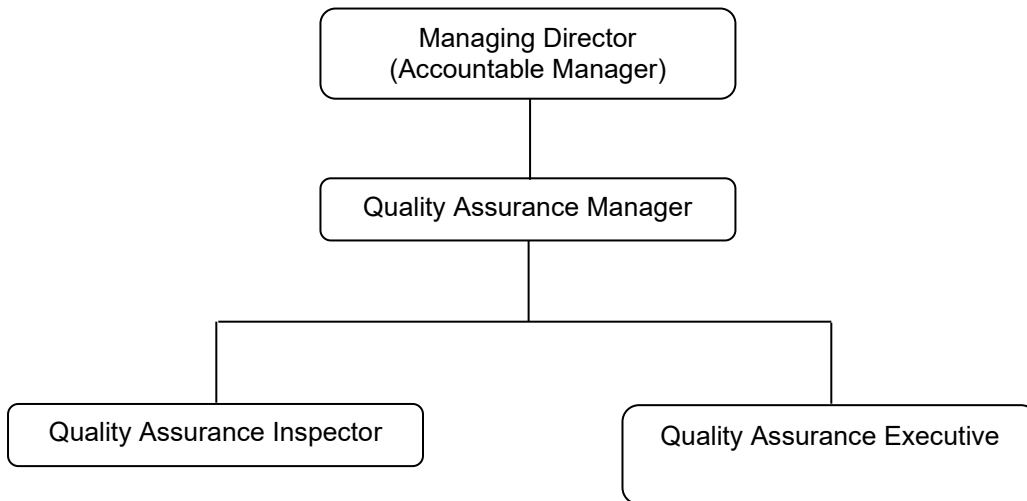 Managing Director
(Accountable Manager)
Quality Assurance Manager
Quality Assurance Inspector
Quality Assurance Executive